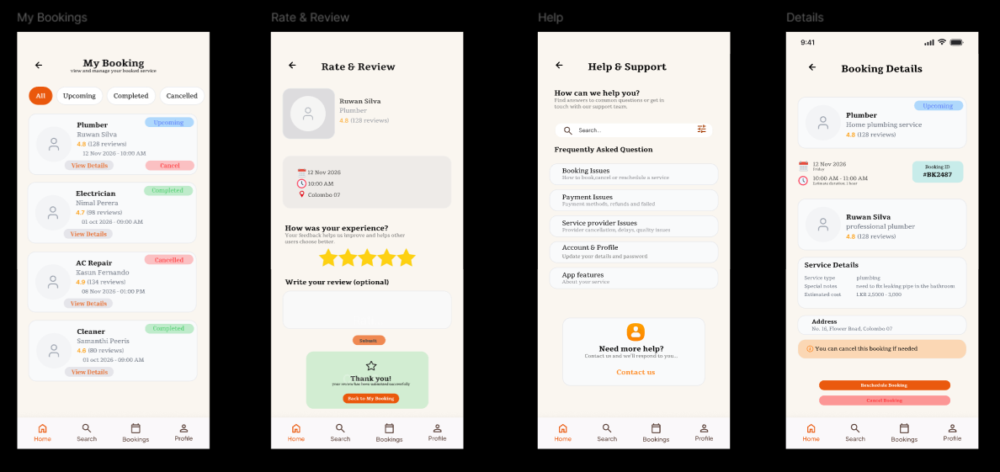 My Bookings
My Booking
view and manage your booked service
All
Upcoming
Completed
Cancelled
Plumber
Upcoming
Ruwan Silva
4.8 (128 reviews)
12 Nov 2026 - 10:00 AM
View Details
Cancel
Electrician
Completed
Nimal Perera
4.7 (98 reviews)
01 oct 2026 - 09:00 AM
View Details
AC Repair
Cancelled
Kasun Fernando
4.9 (134 reviews)
08 Nov 2026 - 01:00 PM
View Details
Cleaner
Completed
Samanthi Peeris
4.6 (80 reviews)
01 oct 2026 - 09:00 AM
View Details
Home
Search
Bookings
Profile
Rate & Review
Rate & Review
Ruwan Silva
Plumber
4.8 (128 reviews)
12 Nov 2026
10:00 AM
Colombo 07
How was your experience?
Your feedback helps us improve and helps other
users choose better.
Write your review (optional)
Submit
Thank you!
your review has been submitted successfully
Back to My Booking
Home
Search
Bookings
Profile
Help
Help & Support
How can we help you?
Find answers to common questions or get in
touch with our support team.
Search...
Frequently Asked Question
Booking Issues
How to book,cancel or reschedule a service
Payment Issues
Payment methods, refunds and failed
Service provider Issues
Provider cancellation, delays, quality issues
Account & Profile
Update your details and password
App features
About your service
Need more help?
Contact us and we'll respond to you...
Contact us
Home
Search
Bookings
Profile
Details
9:41
Booking Details
Upcoming
Plumber
Home plumbing service
4.8 (128 reviews)
12 Nov 2026
Friday
10:00 AM - 11:00 AM
Estimate duration, 1 hour
Booking ID
#BK2487
Ruwan Silva
professional plumber
4.8 (128 reviews)
Service Details
Service type plumbing
Special notes need to fix leaking pipe in the bathroom
Estimated cost LKR 2,5000 - 3,000
Address
No. 16, Flower Road, Colombo 07
You can cancel this booking if needed
Reschedule Booking
Cancel Booking
Home
Search
Bookings
Profile